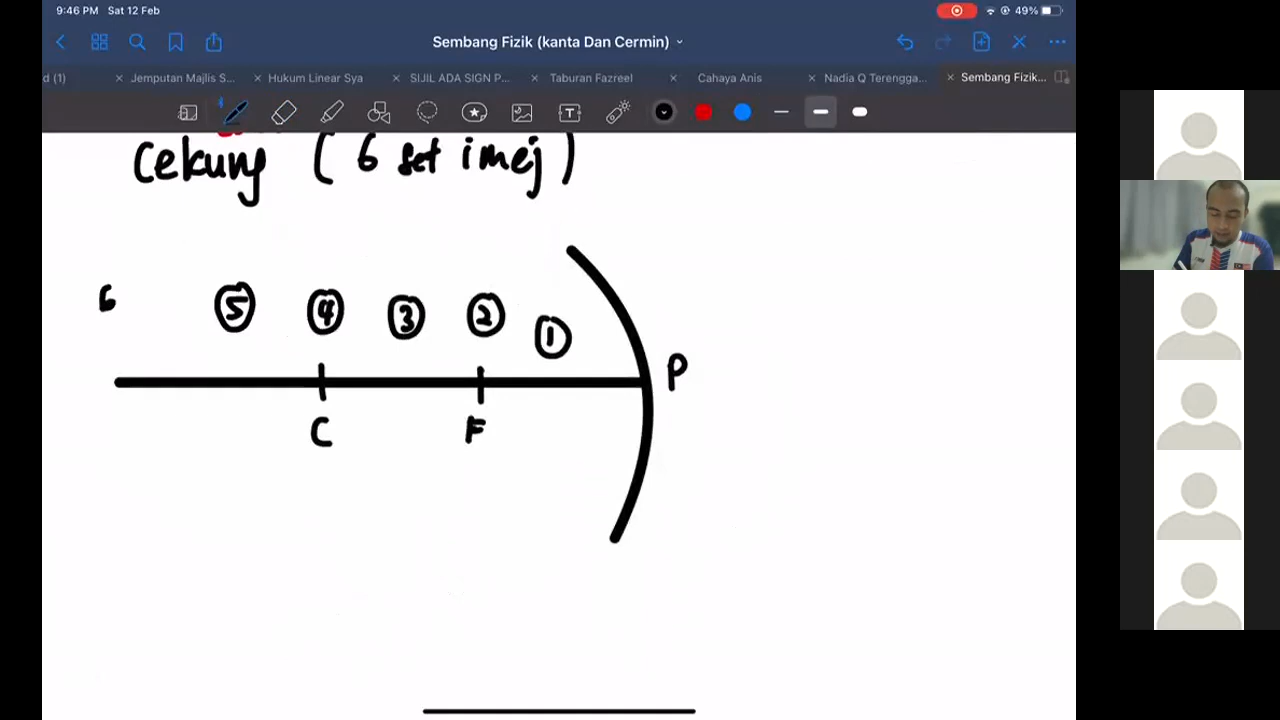 9:46 PM Sat 12 Feb
49%
Sembang Fizik (kanta Dan Cermin)
d (1)
Jemputan Majlis S...
Hukum Linear Sya
SIJIL ADA SIGN P...
Taburan Fazreel
Cahaya Anis
Nadia Q Terengga...
Sembang Fizik...
Cekung ( 6 set imej )
6
5
4
3
2
1
P
C
F